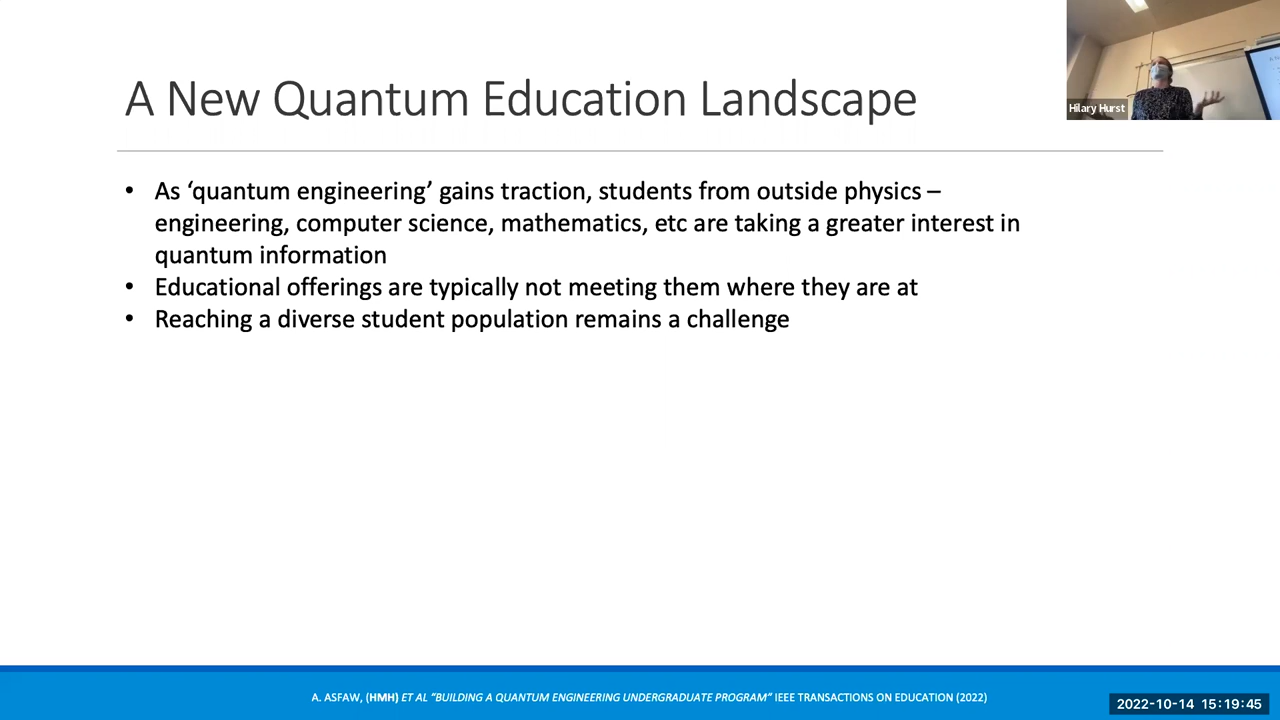 A New Quantum Education Landscape
Hilary Hurst
• As ‘quantum engineering’ gains traction, students from outside physics –
engineering, computer science, mathematics, etc are taking a greater interest in
quantum information
• Educational offerings are typically not meeting them where they are at
• Reaching a diverse student population remains a challenge
A. ASFAW, (HMH) ET AL “BUILDING A QUANTUM ENGINEERING UNDERGRADUATE PROGRAM” IEEE TRANSACTIONS ON EDUCATION (2022)
2022-10-14 15:19:45